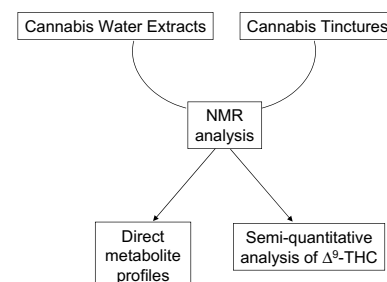 Cannabis Water Extracts
Cannabis Tinctures
NMR
analysis
Direct
metabolite
profiles
Semi-quantitative
analysis of Δ⁹-THC